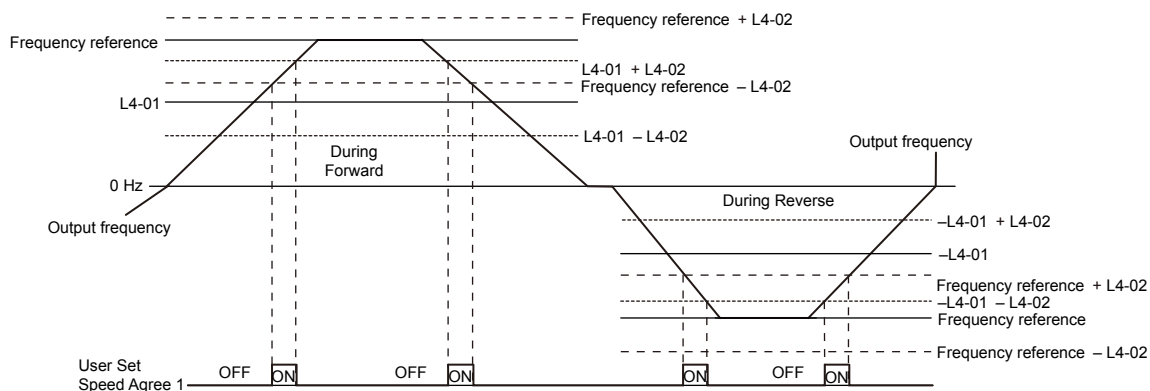 Frequency reference + L4-02
Frequency reference
L4-01 + L4-02
Frequency reference – L4-02
L4-01
L4-01 – L4-02
During
Forward
Output frequency
0 Hz
During Reverse
Output frequency
–L4-01 + L4-02
–L4-01
Frequency reference + L4-02
–L4-01 – L4-02
Frequency reference
Frequency reference – L4-02
User Set
Speed Agree 1
OFF
ON
OFF
ON
ON
OFF
ON